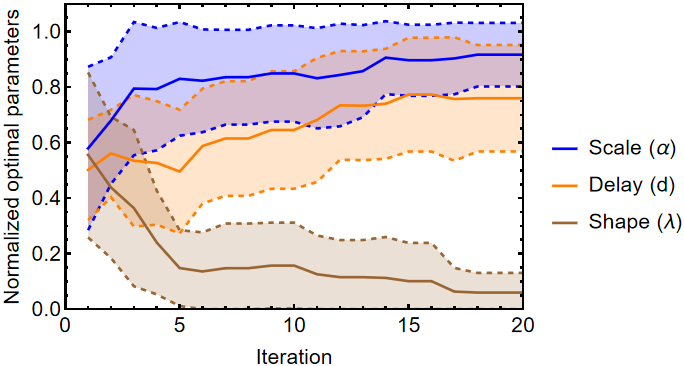 Normalized optimal parameters
1.0
0.8
0.6
0.4
0.2
0.0
0
5
10
15
20
Iteration
Scale (α)
Delay (d)
Shape (λ)